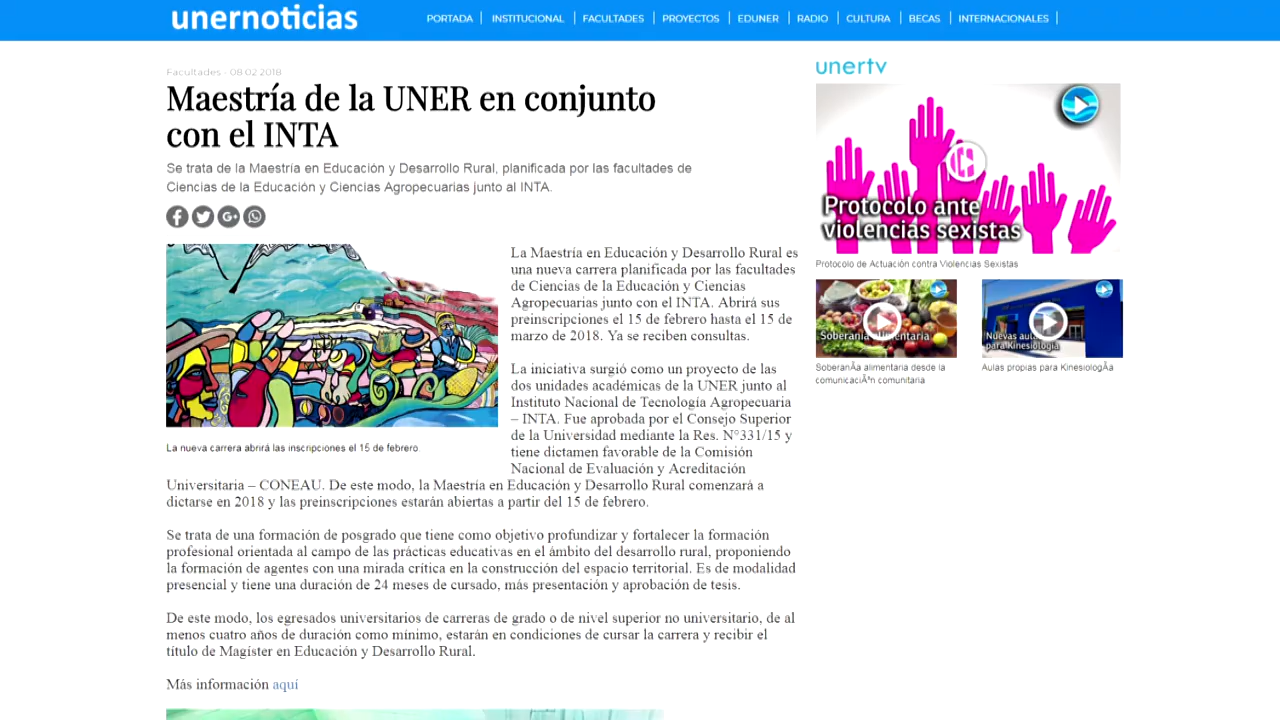 unernoticias
PORTADA
INSTITUCIONAL
FACULTADES
PROYECTOS
EDUNER
RADIO
CULTURA
BECAS
INTERNACIONALES
Facultades - 08.02.2018
Maestría de la UNER en conjunto
con el INTA
Se trata de la Maestría en Educación y Desarrollo Rural, planificada por las facultades de
Ciencias de la Educación y Ciencias Agropecuarias junto al INTA.
La nueva carrera abrirá las inscripciones el 15 de febrero.
La Maestría en Educación y Desarrollo Rural es
una nueva carrera planificada por las facultades
de Ciencias de la Educación y Ciencias
Agropecuarias junto con el INTA. Abrirá sus
preinscripciones el 15 de febrero hasta el 15 de
marzo de 2018. Ya se reciben consultas.
La iniciativa surgió como un proyecto de las
dos unidades académicas de la UNER junto al
Instituto Nacional de Tecnología Agropecuaria
– INTA. Fue aprobada por el Consejo Superior
de la Universidad mediante la Res. N°331/15 y
tiene dictamen favorable de la Comisión
Nacional de Evaluación y Acreditación
Universitaria – CONEAU. De este modo, la Maestría en Educación y Desarrollo Rural comenzará a
dictarse en 2018 y las preinscripciones estarán abiertas a partir del 15 de febrero.
Se trata de una formación de posgrado que tiene como objetivo profundizar y fortalecer la formación
profesional orientada al campo de las prácticas educativas en el ámbito del desarrollo rural, proponiendo
la formación de agentes con una mirada crítica en la construcción del espacio territorial. Es de modalidad
presencial y tiene una duración de 24 meses de cursado, más presentación y aprobación de tesis.
De este modo, los egresados universitarios de carreras de grado o de nivel superior no universitario, de al
menos cuatro años de duración como mínimo, estarán en condiciones de cursar la carrera y recibir el
título de Magíster en Educación y Desarrollo Rural.
Más información aquí
unertv
Protocolo ante
violencias sexistas
Protocolo de Actuación contra Violencias Sexistas
Soberanía alimentaria
SoberanÃa alimentaria desde la
comunicaciÃ³n comunitaria
Nuevas aulas
para Kinesiología
Aulas propias para KinesiologÃa